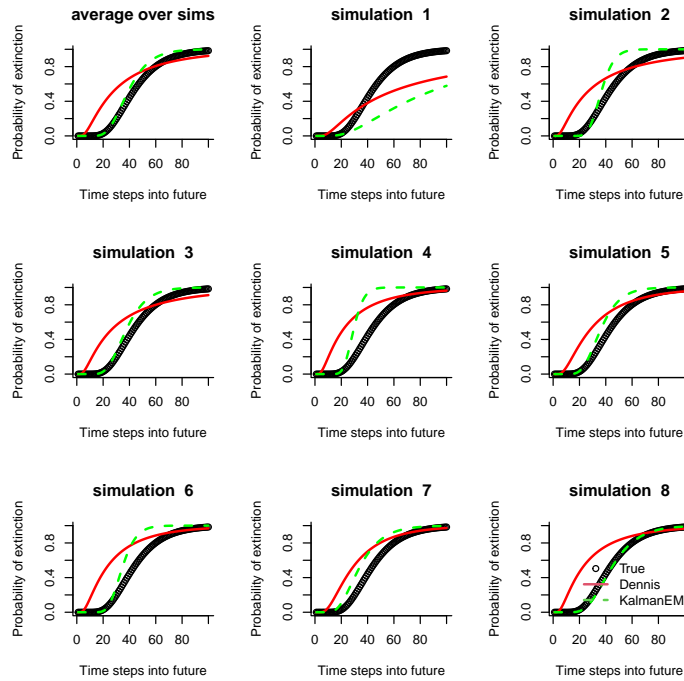 average over sims
Probability of extinction
0.0 0.4 0.8
0 20 40 60 80
Time steps into future
simulation 1
Probability of extinction
0.0 0.4 0.8
0 20 40 60 80
Time steps into future
simulation 2
Probability of extinction
0.0 0.4 0.8
0 20 40 60 80
Time steps into future
simulation 3
Probability of extinction
0.0 0.4 0.8
0 20 40 60 80
Time steps into future
simulation 4
Probability of extinction
0.0 0.4 0.8
0 20 40 60 80
Time steps into future
simulation 5
Probability of extinction
0.0 0.4 0.8
0 20 40 60 80
Time steps into future
simulation 6
Probability of extinction
0.0 0.4 0.8
0 20 40 60 80
Time steps into future
simulation 7
Probability of extinction
0.0 0.4 0.8
0 20 40 60 80
Time steps into future
simulation 8
Probability of extinction
0.0 0.4 0.8
True
Dennis
KalmanEM
0 20 40 60 80
Time steps into future